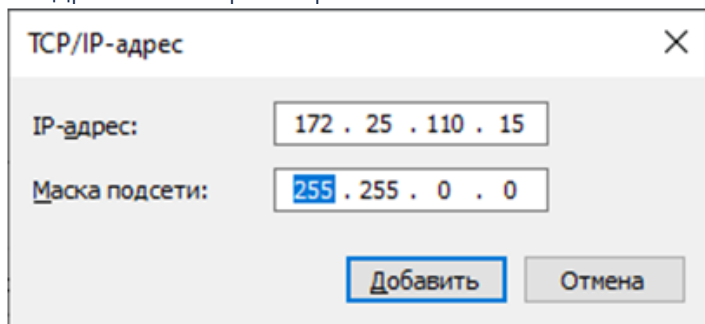 TCP/IP-адрес
IP-адрес: 172 . 25 . 110 . 15
Маска подсети: 255 . 255 . 0 . 0
Добавить Отмена